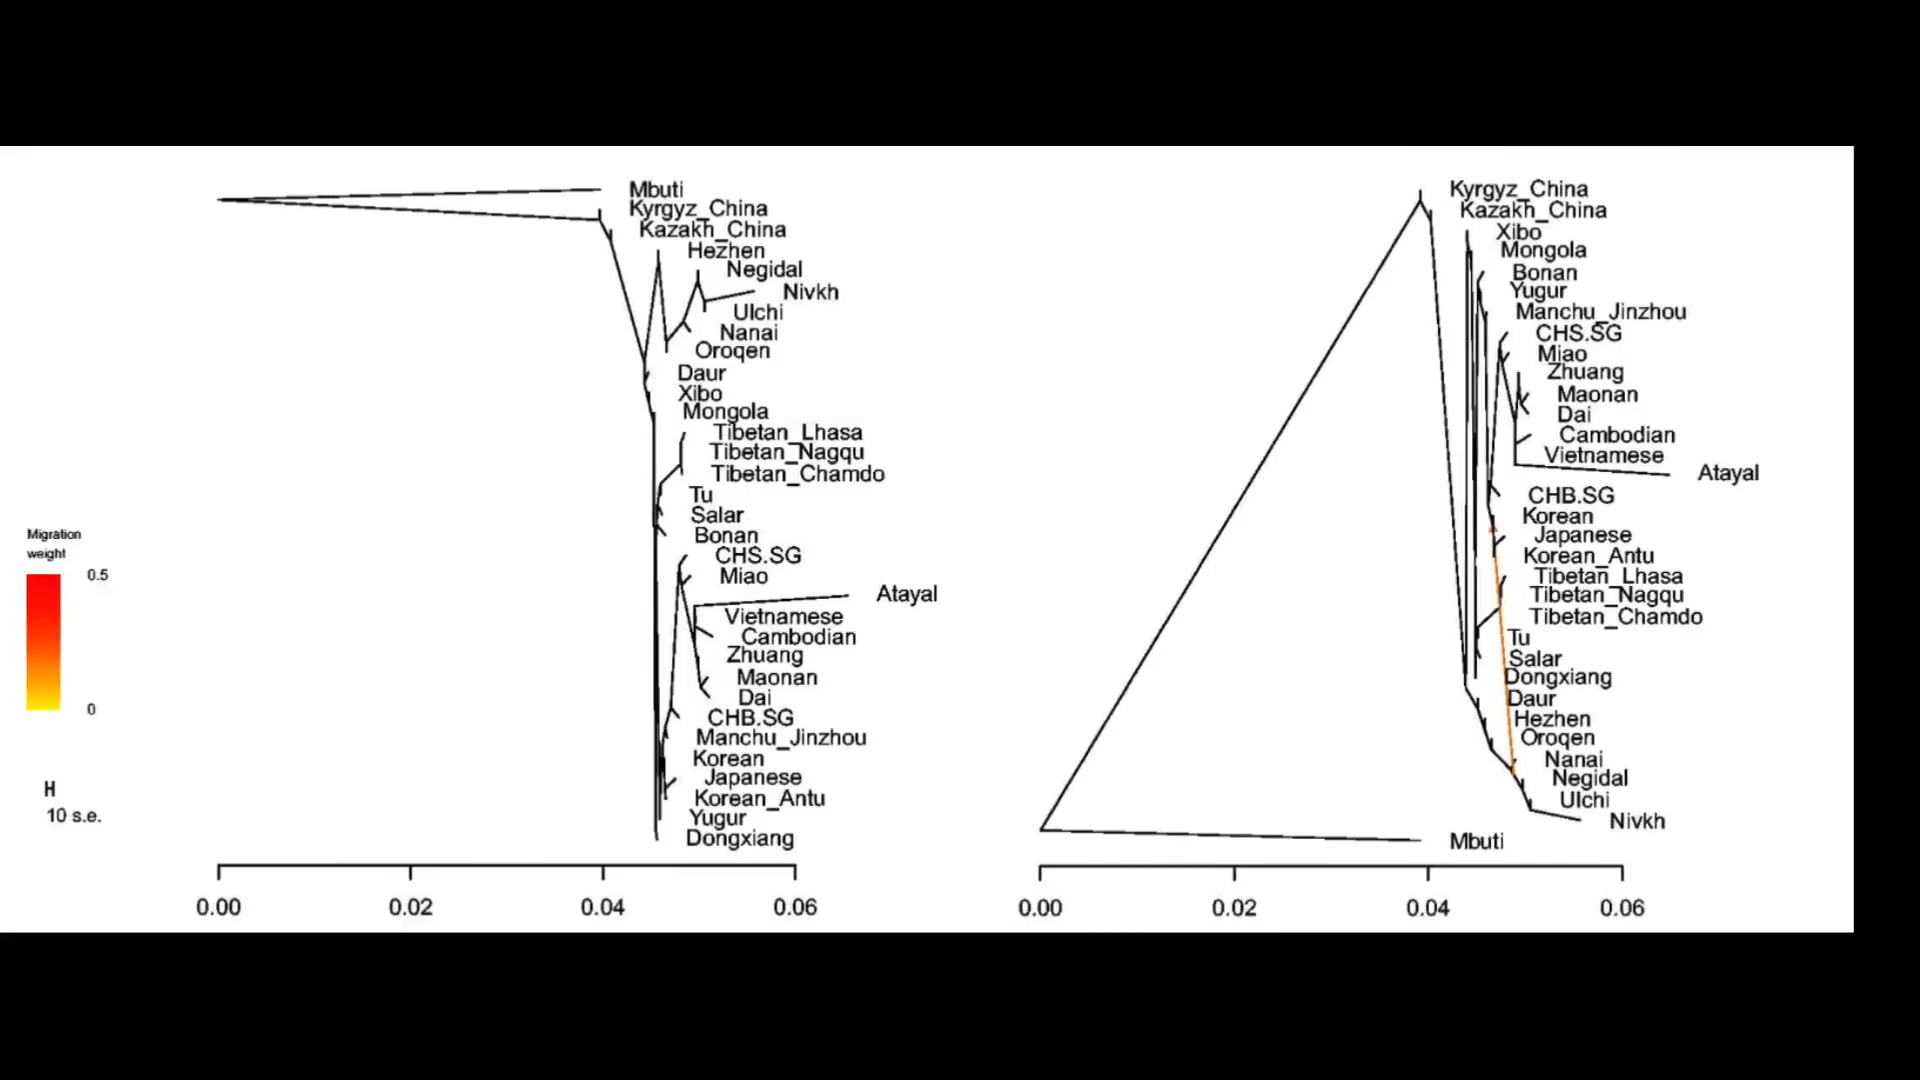 Mbuti
Kyrgyz_China
Kazakh_China
Hezhen
Negidal
Nivkh
Ulchi
Nanai
Oroqen
Daur
Xibo
Mongola
Tibetan_Lhasa
Tibetan_Nagqu
Tibetan_Chamdo
Tu
Salar
Bonan
CHS.SG
Miao
Atayal
Vietnamese
Cambodian
Zhuang
Maonan
Dai
CHB.SG
Manchu_Jinzhou
Korean
Japanese
Korean_Antu
Yugur
Dongxiang
Migration
weight
0.5
0
H
10 s.e.
0.00 0.02 0.04 0.06
Kyrgyz_China
Kazakh_China
Xibo
Mongola
Bonan
Yugur
Manchu_Jinzhou
CHS.SG
Miao
Zhuang
Maonan
Dai
Cambodian
Vietnamese
Atayal
CHB.SG
Korean
Japanese
Korean_Antu
Tibetan_Lhasa
Tibetan_Nagqu
Tibetan_Chamdo
Tu
Salar
Dongxiang
Daur
Hezhen
Oroqen
Nanai
Negidal
Ulchi
Nivkh
Mbuti
0.00 0.02 0.04 0.06